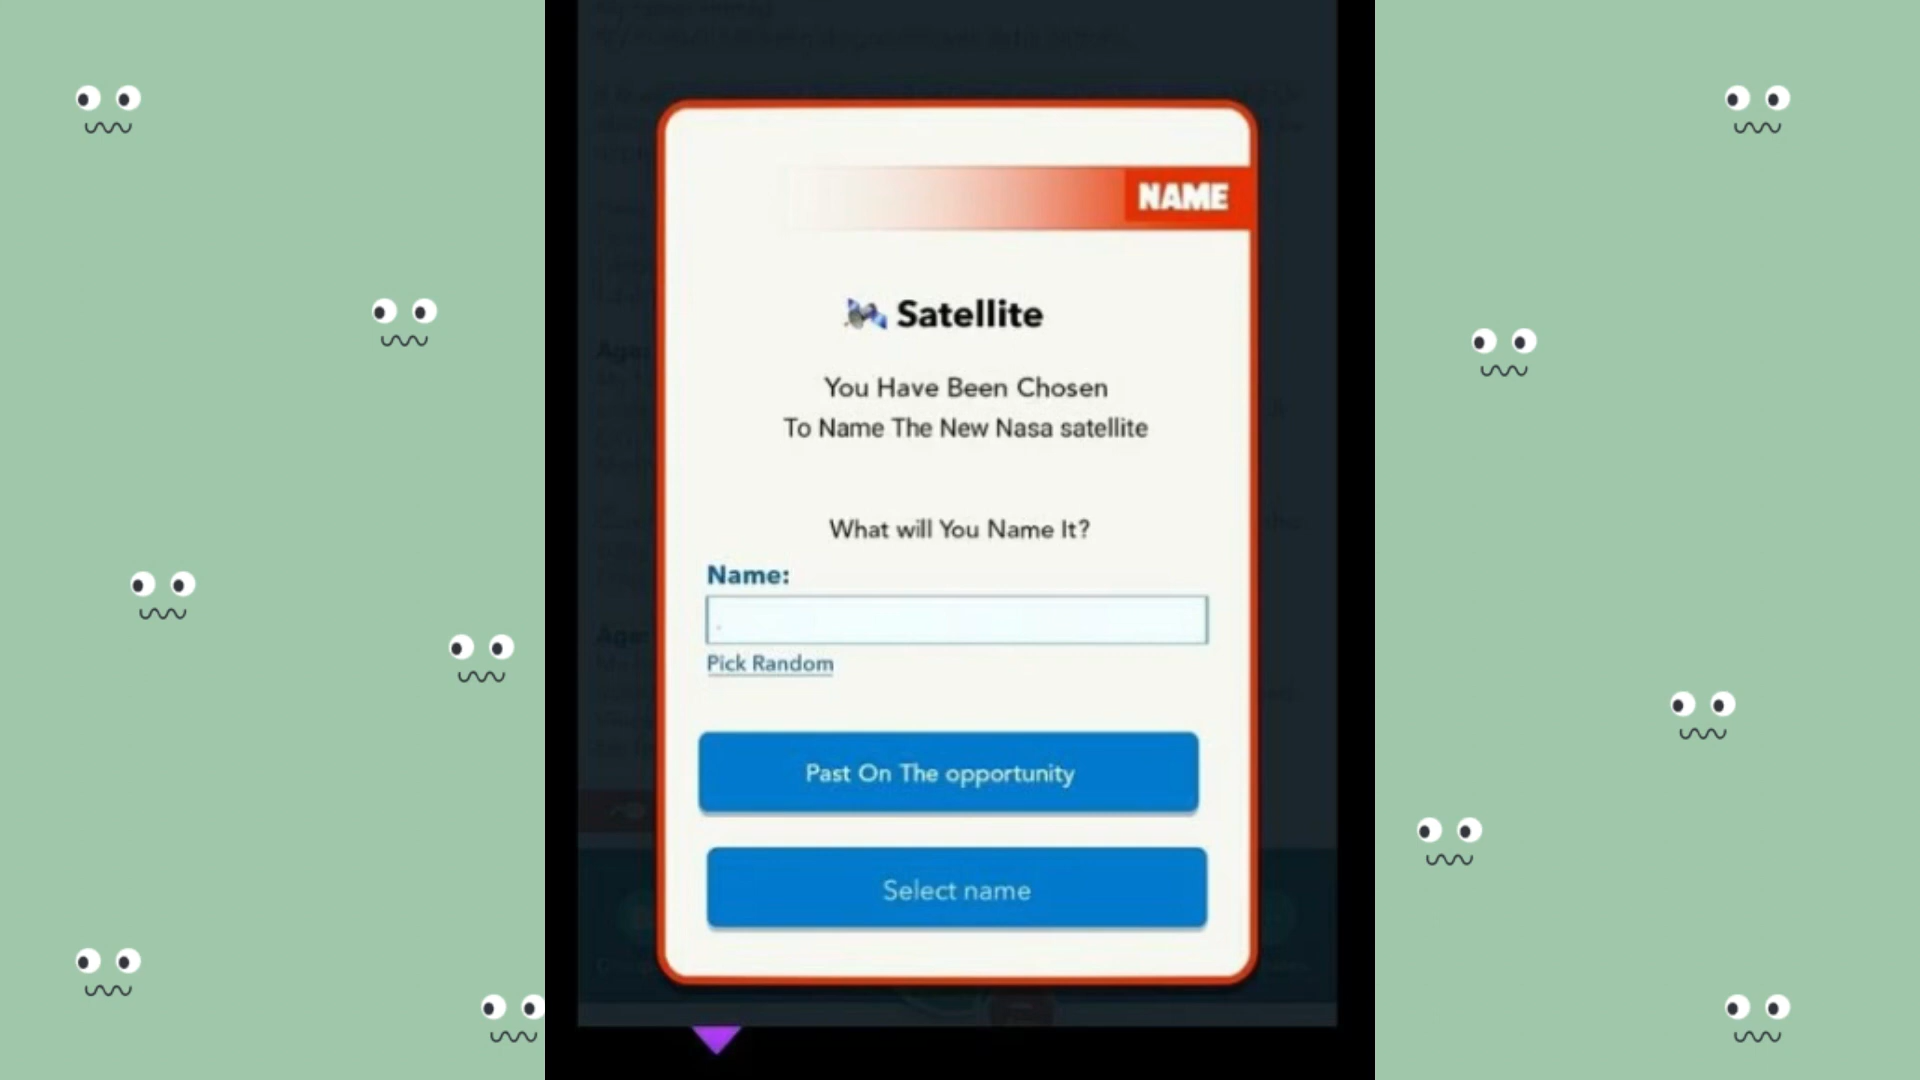 NAME
Satellite
You Have Been Chosen
To Name The New Nasa satellite
What will You Name It?
Name:
Pick Random
Past On The opportunity
Select name